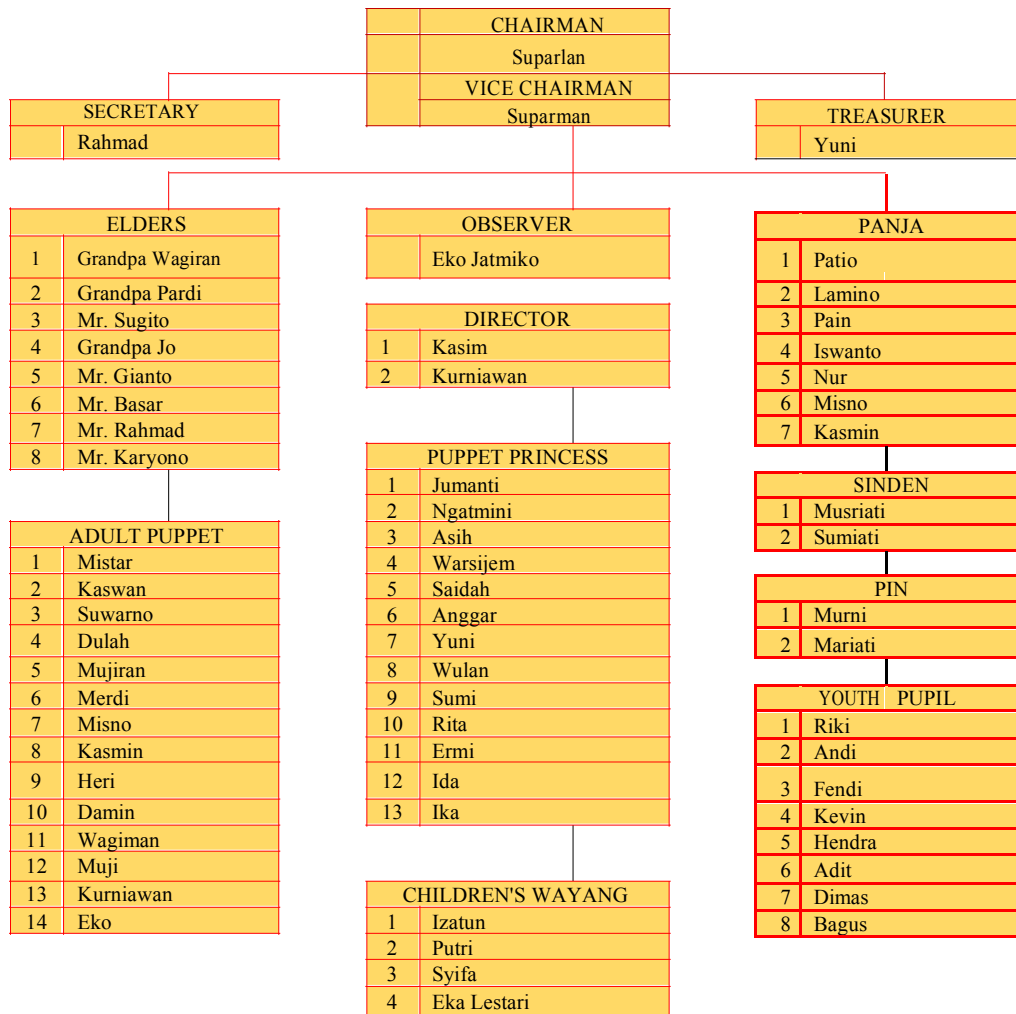 CHAIRMAN
Suparlan
VICE CHAIRMAN
Suparman
SECRETARY
Rahmad
TREASURER
Yuni
ELDERS
1 Grandpa Wagiran
2 Grandpa Pardi
3 Mr. Sugito
4 Grandpa Jo
5 Mr. Gianto
6 Mr. Basar
7 Mr. Rahmad
8 Mr. Karyono
ADULT PUPPET
1 Mistar
2 Kaswan
3 Suwarno
4 Dulah
5 Mujiran
6 Merdi
7 Misno
8 Kasmin
9 Heri
10 Damin
11 Wagiman
12 Muji
13 Kurniawan
14 Eko
OBSERVER
Eko Jatmiko
DIRECTOR
1 Kasim
2 Kurniawan
PUPPET PRINCESS
1 Jumanti
2 Ngatmini
3 Asih
4 Warsijem
5 Saidah
6 Anggar
7 Yuni
8 Wulan
9 Sumi
10 Rita
11 Ermi
12 Ida
13 Ika
CHILDREN'S WAYANG
1 Izatun
2 Putri
3 Syifa
4 Eka Lestari
PANJA
1 Patio
2 Lamino
3 Pain
4 Iswanto
5 Nur
6 Misno
7 Kasmin
SINDEN
1 Musriati
2 Sumiati
PIN
1 Murni
2 Mariati
YOUTH PUPIL
1 Riki
2 Andi
3 Fendi
4 Kevin
5 Hendra
6 Adit
7 Dimas
8 Bagus